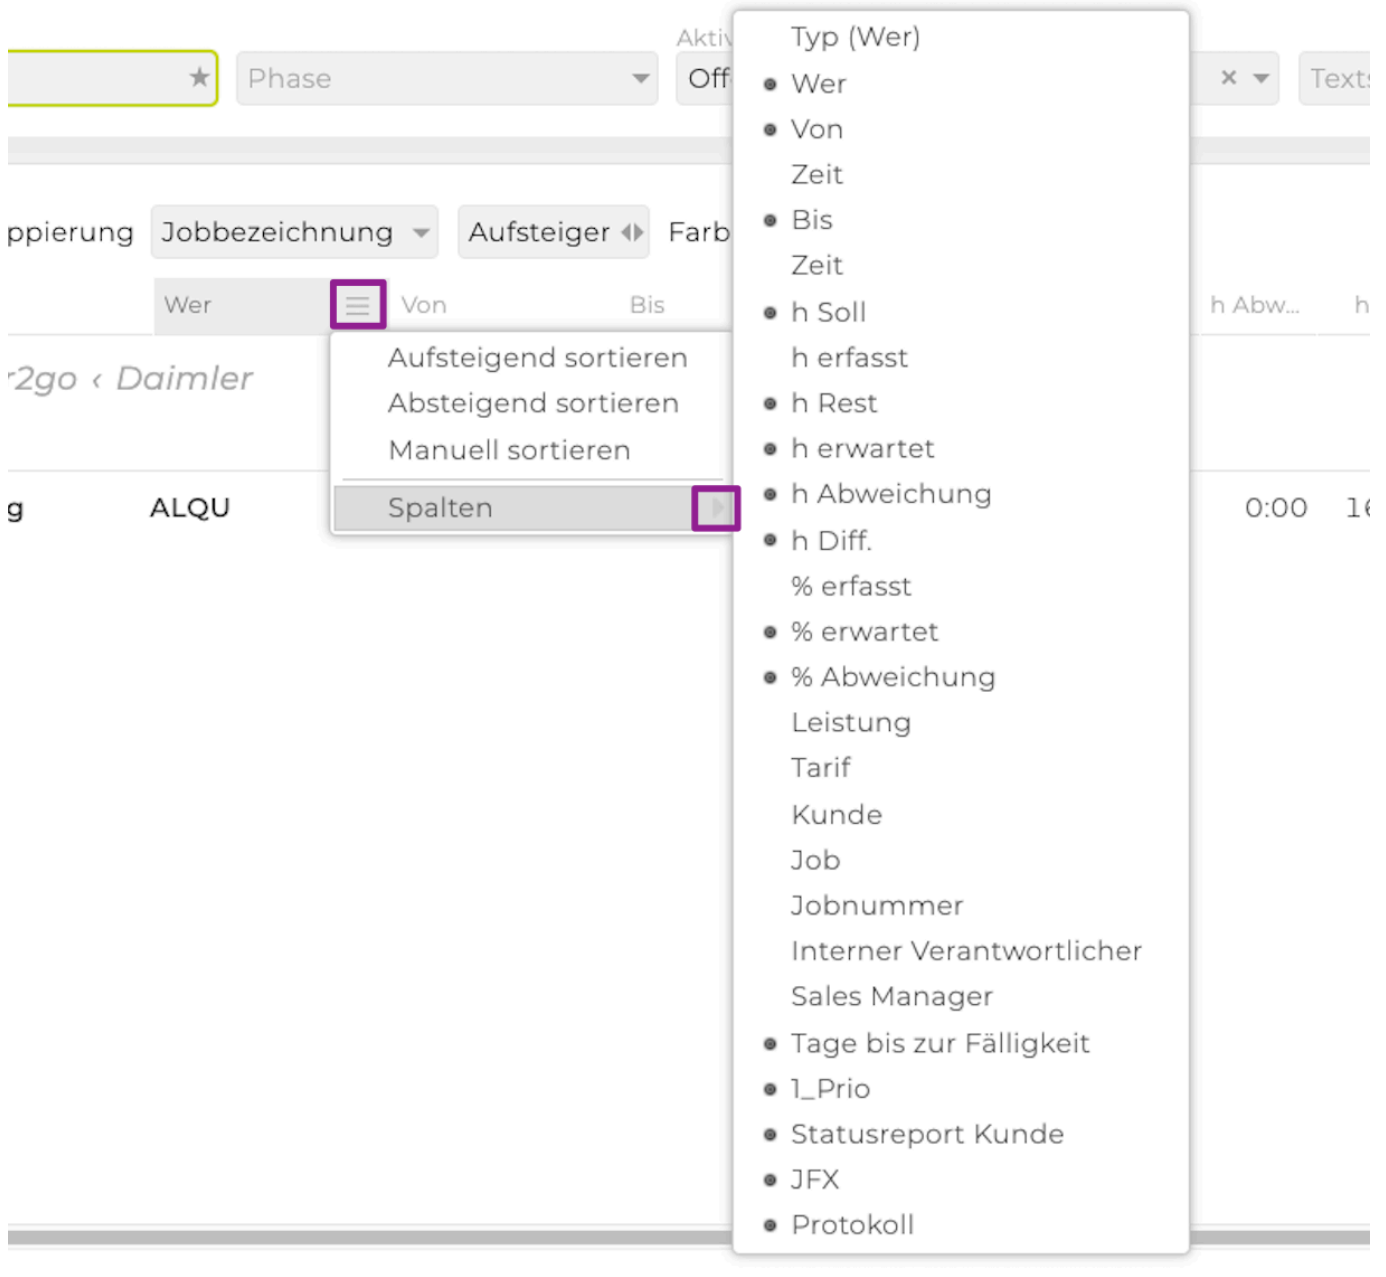 Phase
Aktiv
Off
×
Texts
ppierung Jobbezeichnung Aufsteiger Farb
Wer Von Bis h Abw... h
r2go ‹ Daimler
g ALQU 0:00 16
Aufsteigend sortieren
Absteigend sortieren
Manuell sortieren
Spalten
Typ (Wer)
Wer
Von
Zeit
Bis
Zeit
h Soll
h erfasst
h Rest
h erwartet
h Abweichung
h Diff.
% erfasst
% erwartet
% Abweichung
Leistung
Tarif
Kunde
Job
Jobnummer
Interner Verantwortlicher
Sales Manager
Tage bis zur Fälligkeit
1_Prio
Statusreport Kunde
JFX
Protokoll